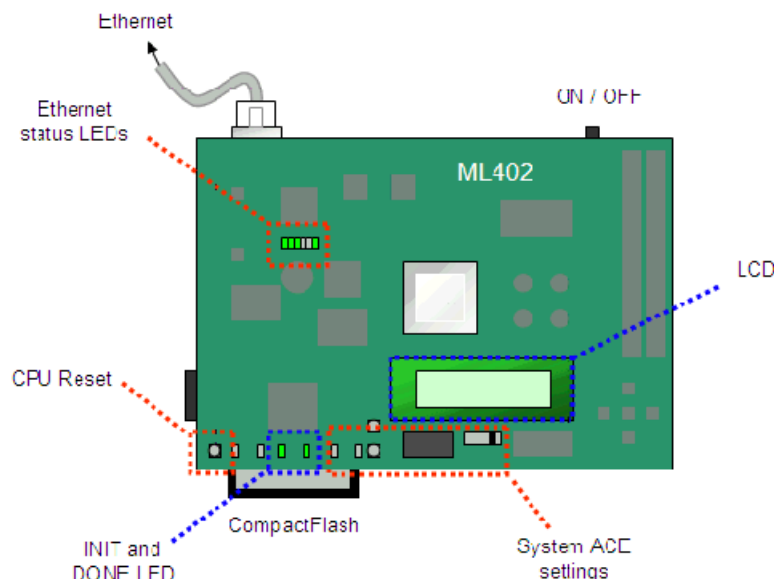 Ethernet
Ethernet
status LEDs
ON / OFF
ML402
LCD
CPU Reset
CompactFlash
INIT and
DONE LED
System ACE
settings